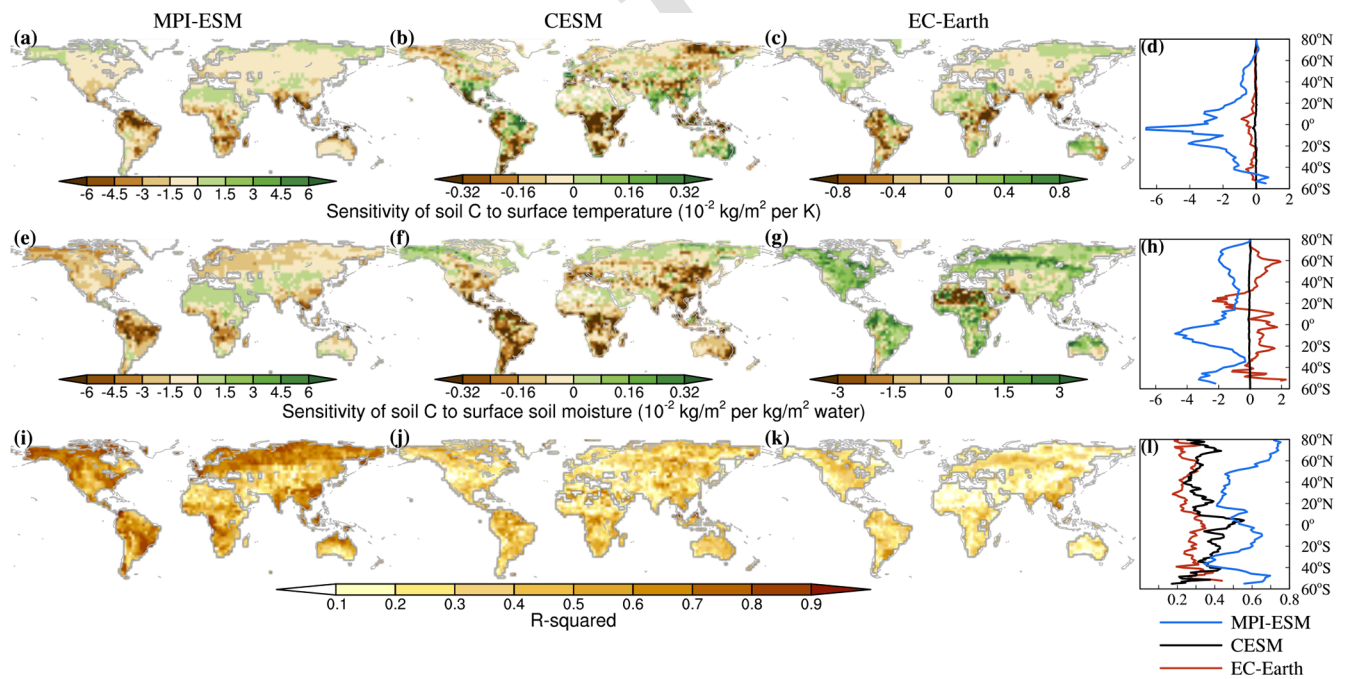 MPI-ESM CESM EC-Earth
(a) (b) (c) (d)
80°N
60°N
40°N
20°N
0°
20°S
40°S
60°S
-6 -4.5 -3 -1.5 0 1.5 3 4.5 6
-0.32 -0.16 0 0.16 0.32
-0.8 -0.4 0 0.4 0.8
-6 -4 -2 0 2
Sensitivity of soil C to surface temperature (10⁻² kg/m² per K)
(e) (f) (g) (h)
80°N
60°N
40°N
20°N
0°
20°S
40°S
60°S
-6 -4.5 -3 -1.5 0 1.5 3 4.5 6
-0.32 -0.16 0 0.16 0.32
-3 -1.5 0 1 3
-6 -4 -2 0 2
Sensitivity of soil C to surface soil moisture (10⁻² kg/m² per kg/m² water)
(i) (j) (k) (l)
80°N
60°N
40°N
20°N
0°
20°S
40°S
60°S
0.1 0.2 0.3 0.4 0.5 0.6 0.7 0.8 0.9
0.2 0.4 0.6 0.8
R-squared
MPI-ESM
CESM
EC-Earth